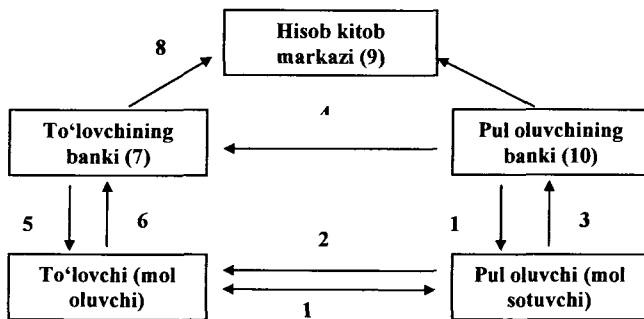 8
Hisob kitob
markazi (9)
To‘lovchining
banki (7)
Pul oluvchining
banki (10)
5
6
2
1
3
To‘lovchi (mol
oluvchi)
1
Pul oluvchi (mol
sotuvchi)